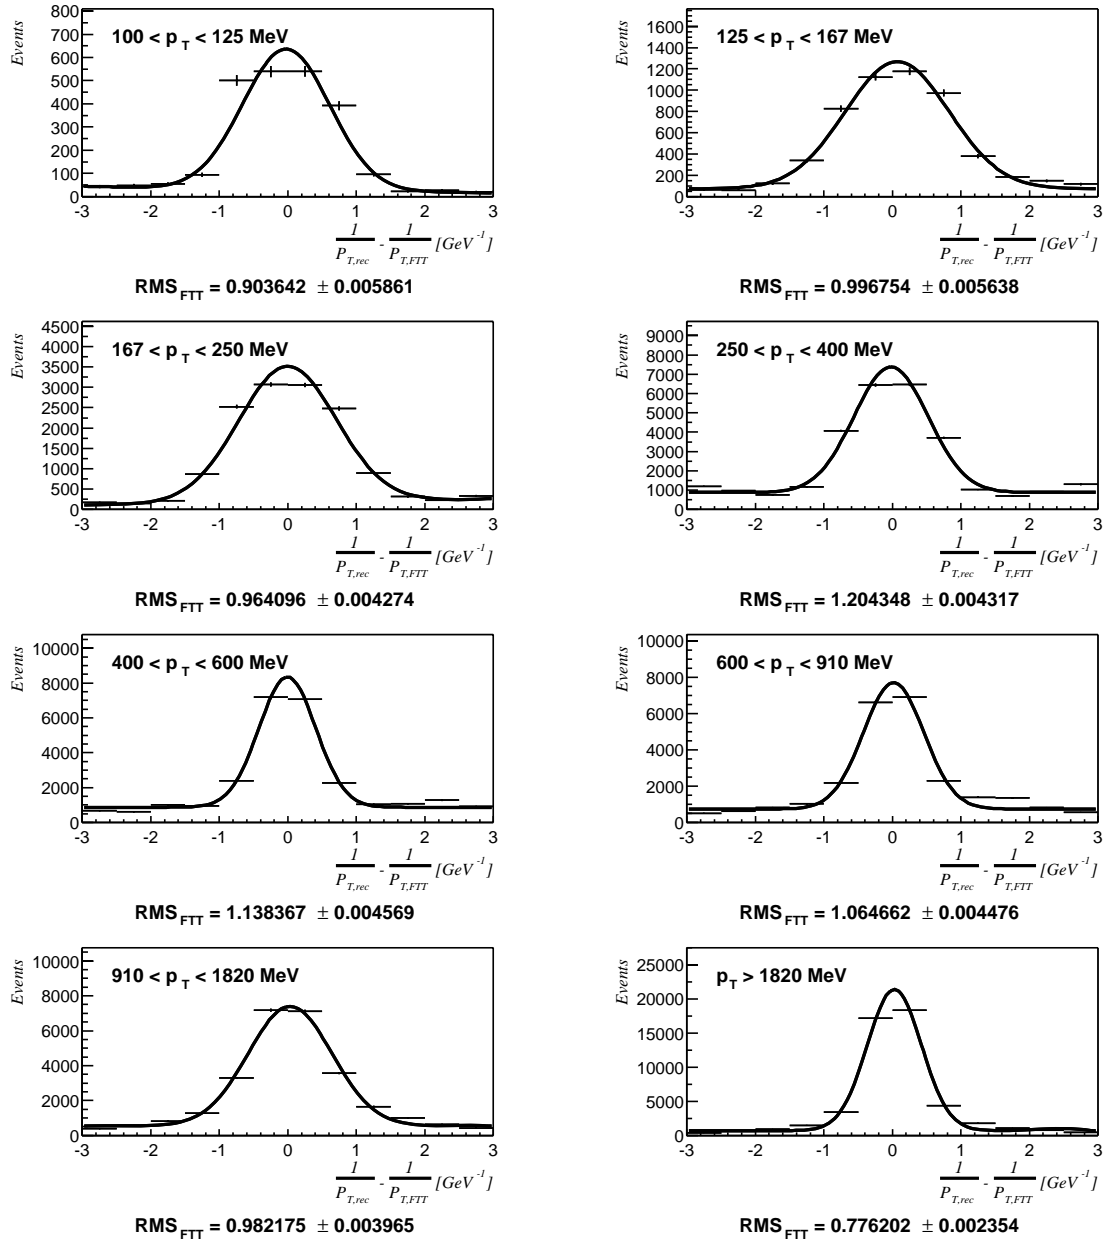 Events
800
700
600
500
400
300
200
100
0
100 < p T < 125 MeV
-3 -2 -1 0 1 2 3
1/P T,rec - 1/P T,FTT [GeV -1]
RMS FTT = 0.903642 ± 0.005861
Events
1600
1400
1200
1000
800
600
400
200
0
125 < p T < 167 MeV
-3 -2 -1 0 1 2 3
1/P T,rec - 1/P T,FTT [GeV -1]
RMS FTT = 0.996754 ± 0.005638
Events
4500
4000
3500
3000
2500
2000
1500
1000
500
0
167 < p T < 250 MeV
-3 -2 -1 0 1 2 3
1/P T,rec - 1/P T,FTT [GeV -1]
RMS FTT = 0.964096 ± 0.004274
Events
9000
8000
7000
6000
5000
4000
3000
2000
1000
0
250 < p T < 400 MeV
-3 -2 -1 0 1 2 3
1/P T,rec - 1/P T,FTT [GeV -1]
RMS FTT = 1.204348 ± 0.004317
Events
10000
8000
6000
4000
2000
0
400 < p T < 600 MeV
-3 -2 -1 0 1 2 3
1/P T,rec - 1/P T,FTT [GeV -1]
RMS FTT = 1.138367 ± 0.004569
Events
10000
8000
6000
4000
2000
0
600 < p T < 910 MeV
-3 -2 -1 0 1 2 3
1/P T,rec - 1/P T,FTT [GeV -1]
RMS FTT = 1.064662 ± 0.004476
Events
10000
8000
6000
4000
2000
0
910 < p T < 1820 MeV
-3 -2 -1 0 1 2 3
1/P T,rec - 1/P T,FTT [GeV -1]
RMS FTT = 0.982175 ± 0.003965
Events
25000
20000
15000
10000
5000
0
p T > 1820 MeV
-3 -2 -1 0 1 2 3
1/P T,rec - 1/P T,FTT [GeV -1]
RMS FTT = 0.776202 ± 0.002354